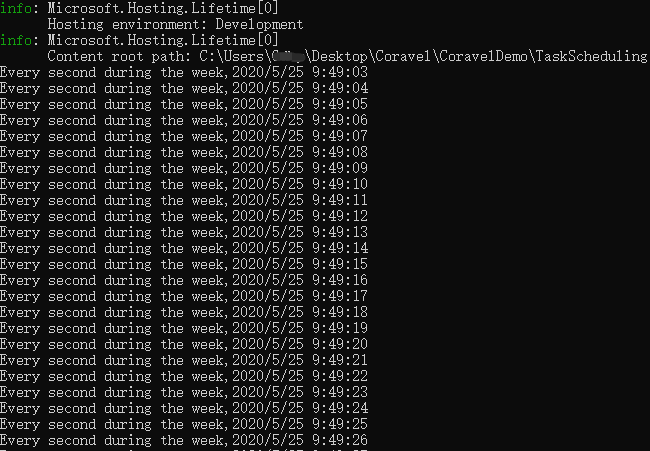 info: Microsoft.Hosting.Lifetime[0]
Hosting environment: Development
info: Microsoft.Hosting.Lifetime[0]
Content root path: C:\Users\ \Desktop\Coravel\CoravelDemo\TaskScheduling
Every second during the week,2020/5/25 9:49:03
Every second during the week,2020/5/25 9:49:04
Every second during the week,2020/5/25 9:49:05
Every second during the week,2020/5/25 9:49:06
Every second during the week,2020/5/25 9:49:07
Every second during the week,2020/5/25 9:49:08
Every second during the week,2020/5/25 9:49:09
Every second during the week,2020/5/25 9:49:10
Every second during the week,2020/5/25 9:49:11
Every second during the week,2020/5/25 9:49:12
Every second during the week,2020/5/25 9:49:13
Every second during the week,2020/5/25 9:49:14
Every second during the week,2020/5/25 9:49:15
Every second during the week,2020/5/25 9:49:16
Every second during the week,2020/5/25 9:49:17
Every second during the week,2020/5/25 9:49:18
Every second during the week,2020/5/25 9:49:19
Every second during the week,2020/5/25 9:49:20
Every second during the week,2020/5/25 9:49:21
Every second during the week,2020/5/25 9:49:22
Every second during the week,2020/5/25 9:49:23
Every second during the week,2020/5/25 9:49:24
Every second during the week,2020/5/25 9:49:25
Every second during the week,2020/5/25 9:49:26